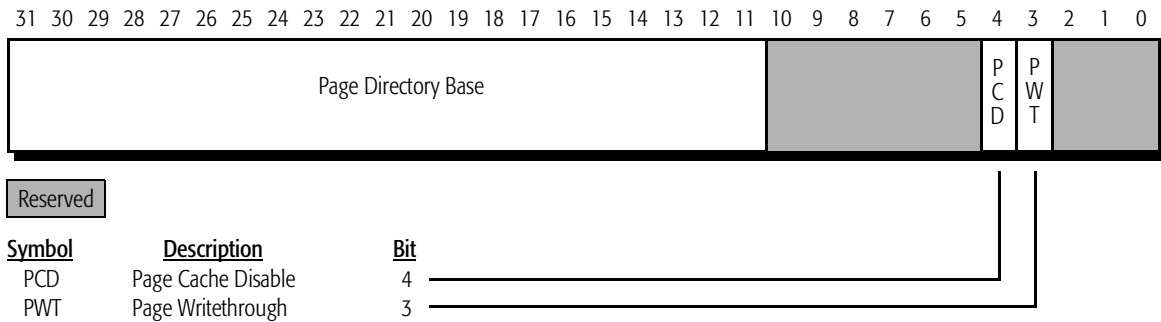 31 30 29 28 27 26 25 24 23 22 21 20 19 18 17 16 15 14 13 12 11 10 9 8 7 6 5 4 3 2 1 0
Page Directory Base
PCD
PWT
Reserved
Symbol Description Bit
PCD Page Cache Disable 4
PWT Page Writethrough 3